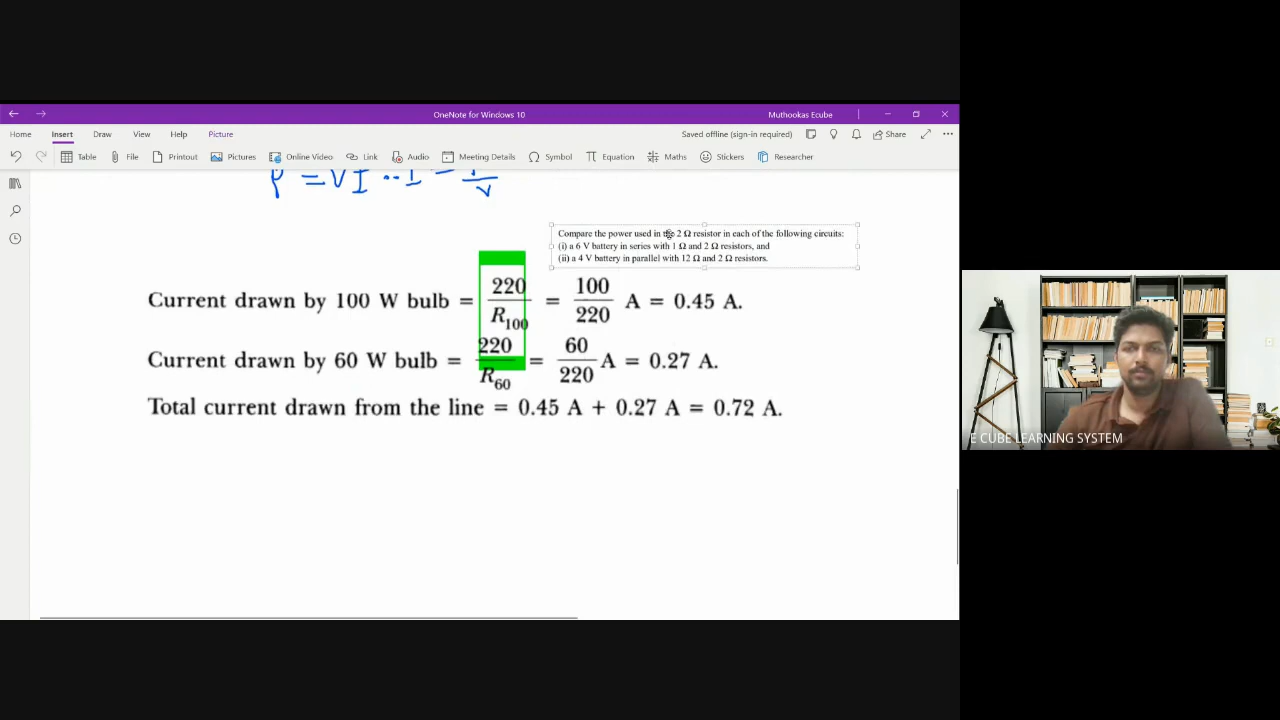 OneNote for Windows 10
Muthookas Ecube
Home Insert Draw View Help Picture
Saved offline (sign-in required)
Share
Table File Printout Pictures Online Video Link Audio Meeting Details Symbol Equation Maths Stickers Researcher
P = VI
Compare the power used in the 2 Ω resistor in each of the following circuits:
(i) a 6 V battery in series with 1 Ω and 2 Ω resistors, and
(ii) a 4 V battery in parallel with 12 Ω and 2 Ω resistors.
Current drawn by 100 W bulb = 220/R100 = 100/220 A = 0.45 A.
Current drawn by 60 W bulb = 220/R60 = 60/220 A = 0.27 A.
Total current drawn from the line = 0.45 A + 0.27 A = 0.72 A.
E CUBE LEARNING SYSTEM